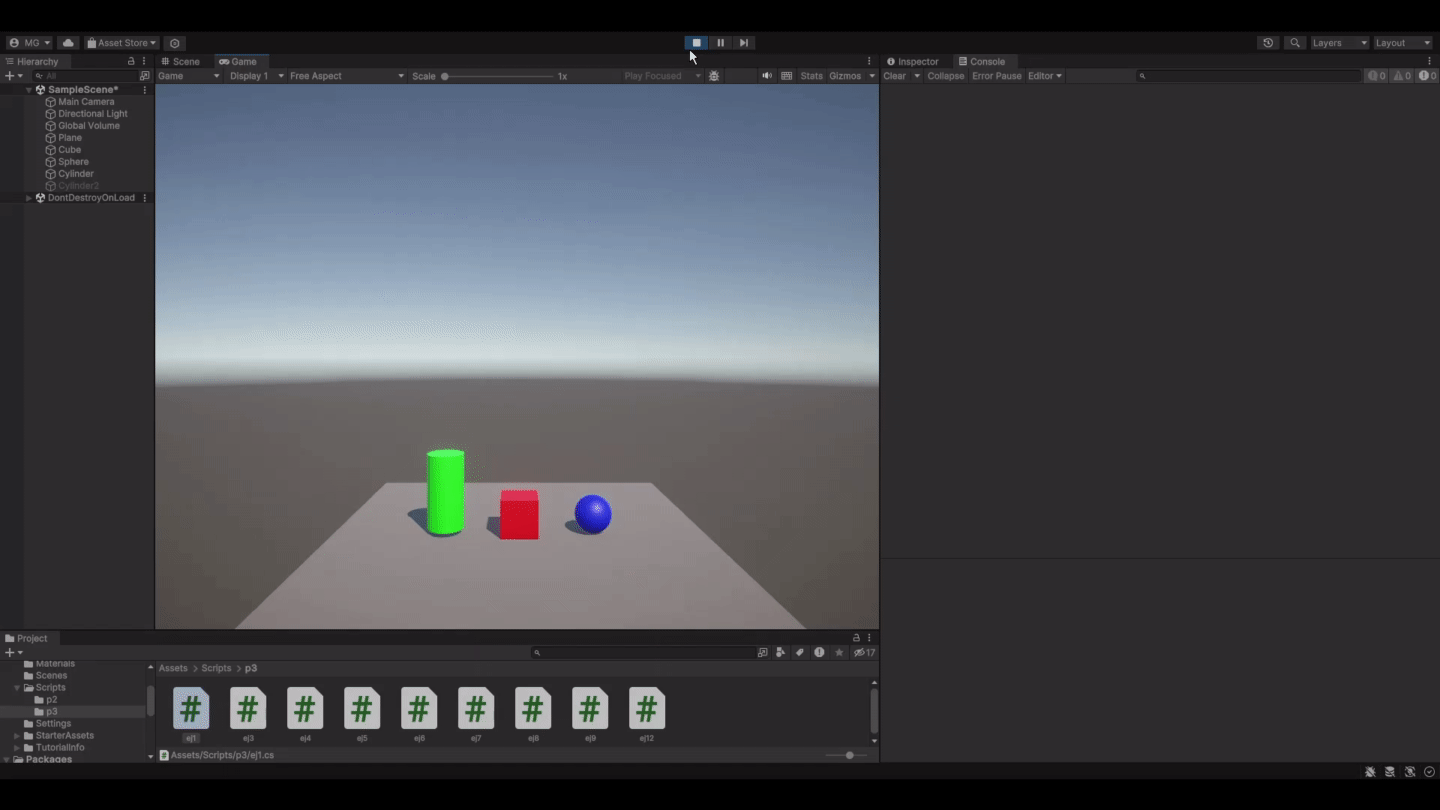 MG Asset Store Layers Layout
Hierarchy Scene Game Inspector Console
All Game Display 1 Free Aspect Scale 1x Play Focused Stats Gizmos Clear Collapse Error Pause Editor 0 0 0
SampleScene*
Main Camera
Directional Light
Global Volume
Plane
Cube
Sphere
Cylinder
Cylinder2
DontDestroyOnLoad
Project
17
Materials
Scenes
Scripts
p2
p3
Settings
StarterAssets
TutorialInfo
Packages
Assets > Scripts > p3
# # # # # # # # #
ej1 ej3 ej4 ej5 ej6 ej7 ej8 ej9 ej12
Assets/Scripts/p3/ej1.cs